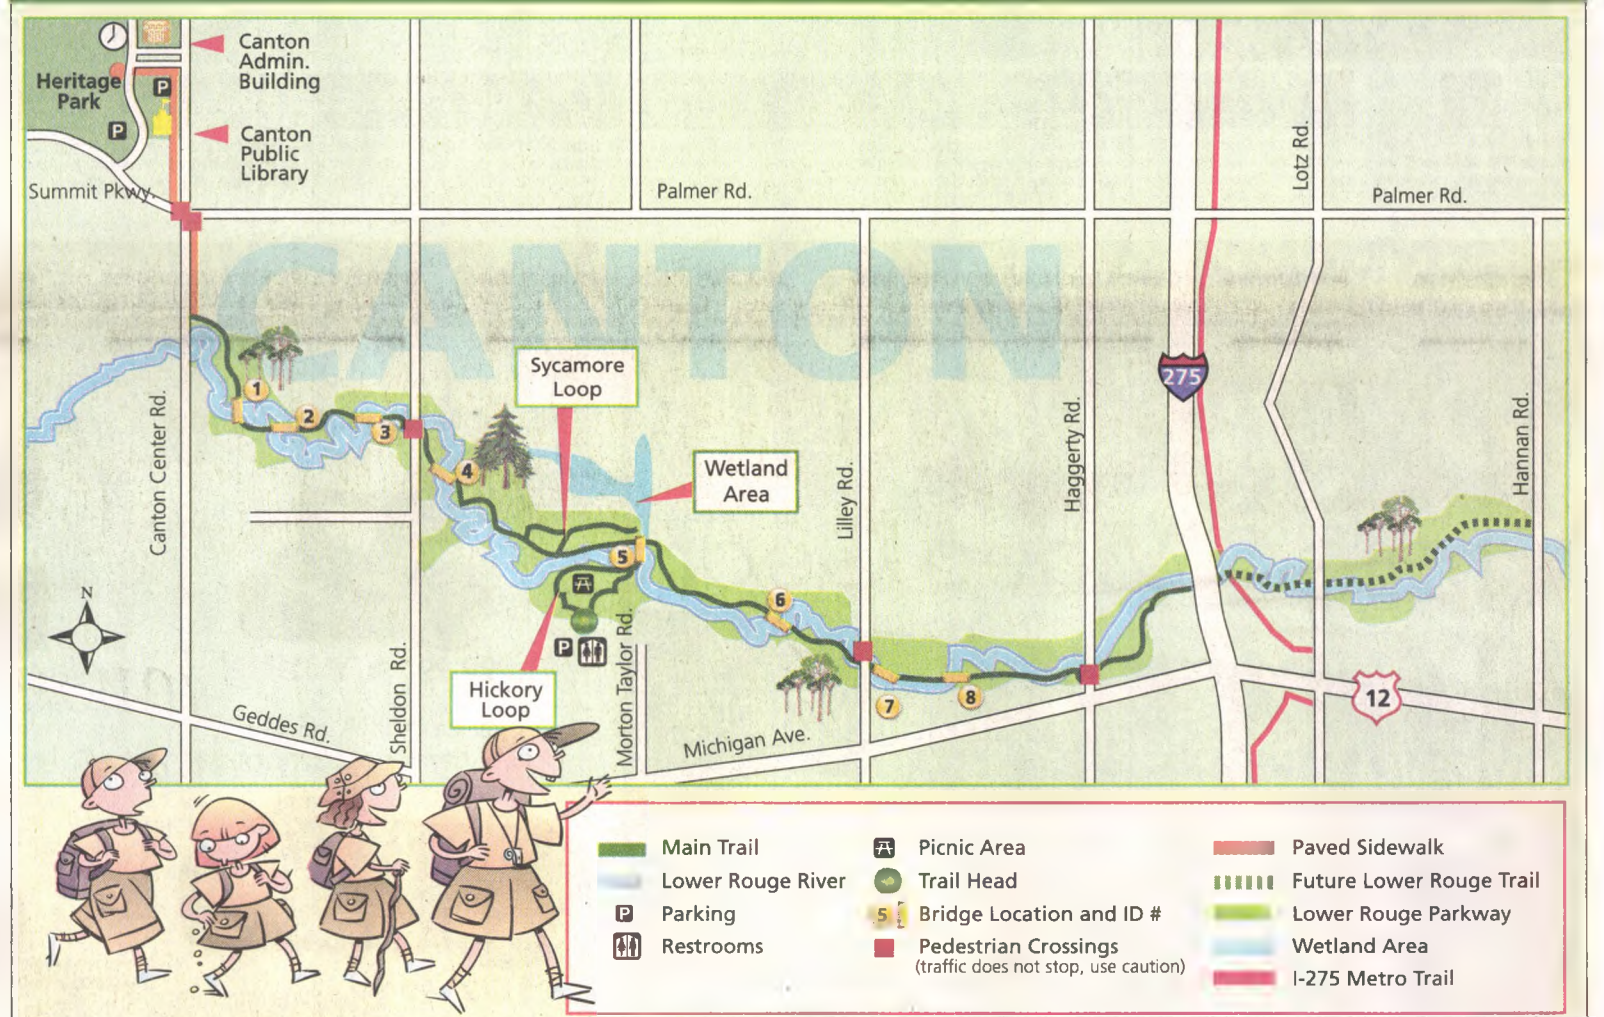 Canton
Admin.
Building
Heritage
Park
P
P
Canton
Public
Library
Summit Pkwy.
Palmer Rd.
Lotz Rd.
Palmer Rd.
CANTON
275
Sycamore
Loop
1
2
3
4
Wetland
Area
Canton Center Rd.
Lilley Rd.
Haggerty Rd.
Hannan Rd.
5
6
N
P
Hickory
Loop
Morton Taylor Rd.
Sheldon Rd.
Geddes Rd.
Michigan Ave.
7
8
12
Main Trail
Lower Rouge River
P Parking
Restrooms
Picnic Area
Trail Head
5 Bridge Location and ID #
Pedestrian Crossings
(traffic does not stop, use caution)
Paved Sidewalk
Future Lower Rouge Trail
Lower Rouge Parkway
Wetland Area
I-275 Metro Trail